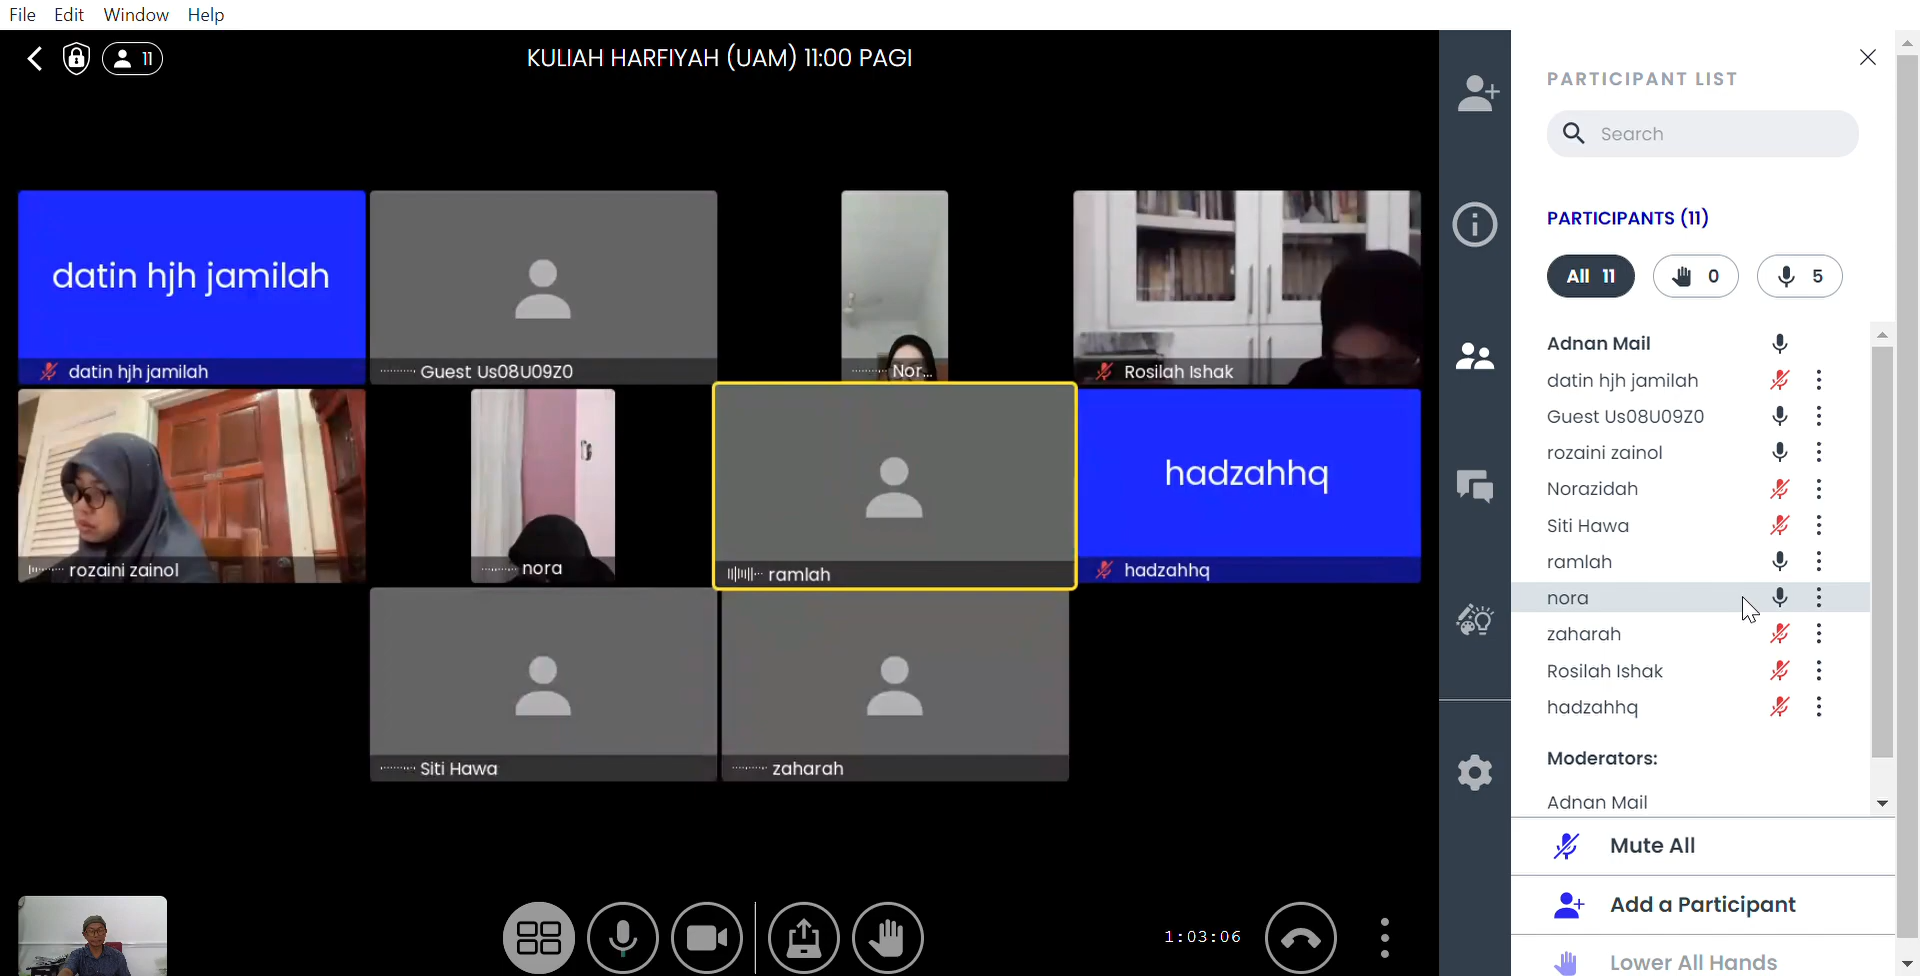 File Edit Window Help
11
KULIAH HARFIYAH (UAM) 11:00 PAGI
datin hjh jamilah
datin hjh jamilah
Guest Us08U09Z0
Nor...
Rosilah Ishak
rozaini zainol
nora
ramlah
hadzahhq
hadzahhq
Siti Hawa
zaharah
1:03:06
PARTICIPANT LIST
Search
PARTICIPANTS (11)
All 11
0
5
Adnan Mail
datin hjh jamilah
Guest Us08U09Z0
rozaini zainol
Norazidah
Siti Hawa
ramlah
nora
zaharah
Rosilah Ishak
hadzahhq
Moderators:
Adnan Mail
Mute All
Add a Participant
Lower All Hands